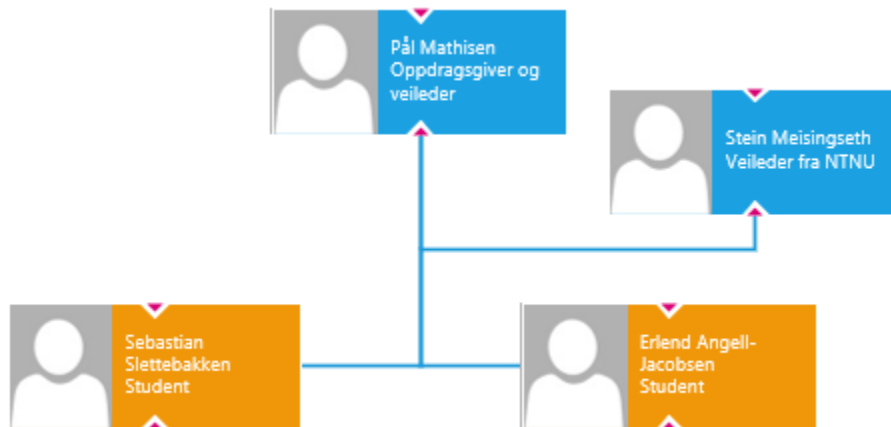 Pål Mathisen
Oppdragsgiver og
veileder
Stein Meisingseth
Veileder fra NTNU
Sebastian
Slettebakken
Student
Erlend Angell-
Jacobsen
Student